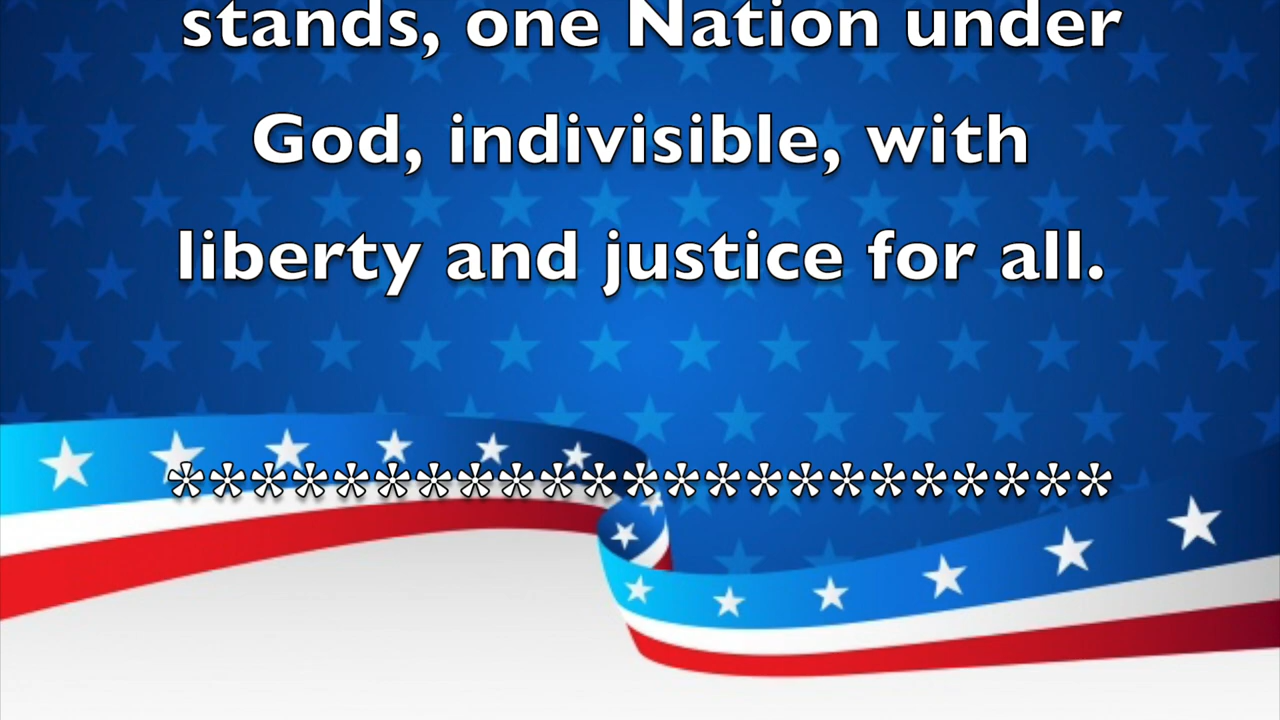 stands, one Nation under
God, indivisible, with
liberty and justice for all.
***********************